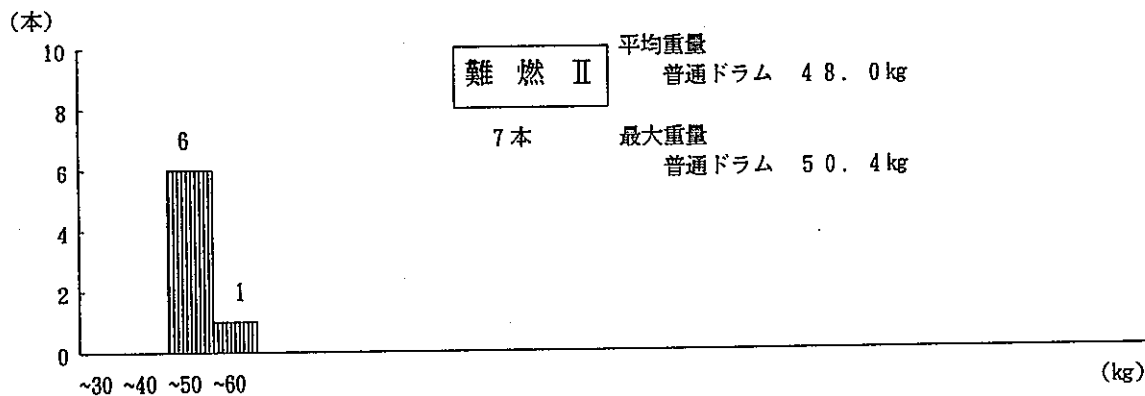 (本)
10
8
6
4
2
0
6
1
~30 ~40 ~50 ~60
(kg)
難 燃 Ⅱ
7本
平均重量
普通ドラム 48.0kg
最大重量
普通ドラム 50.4kg